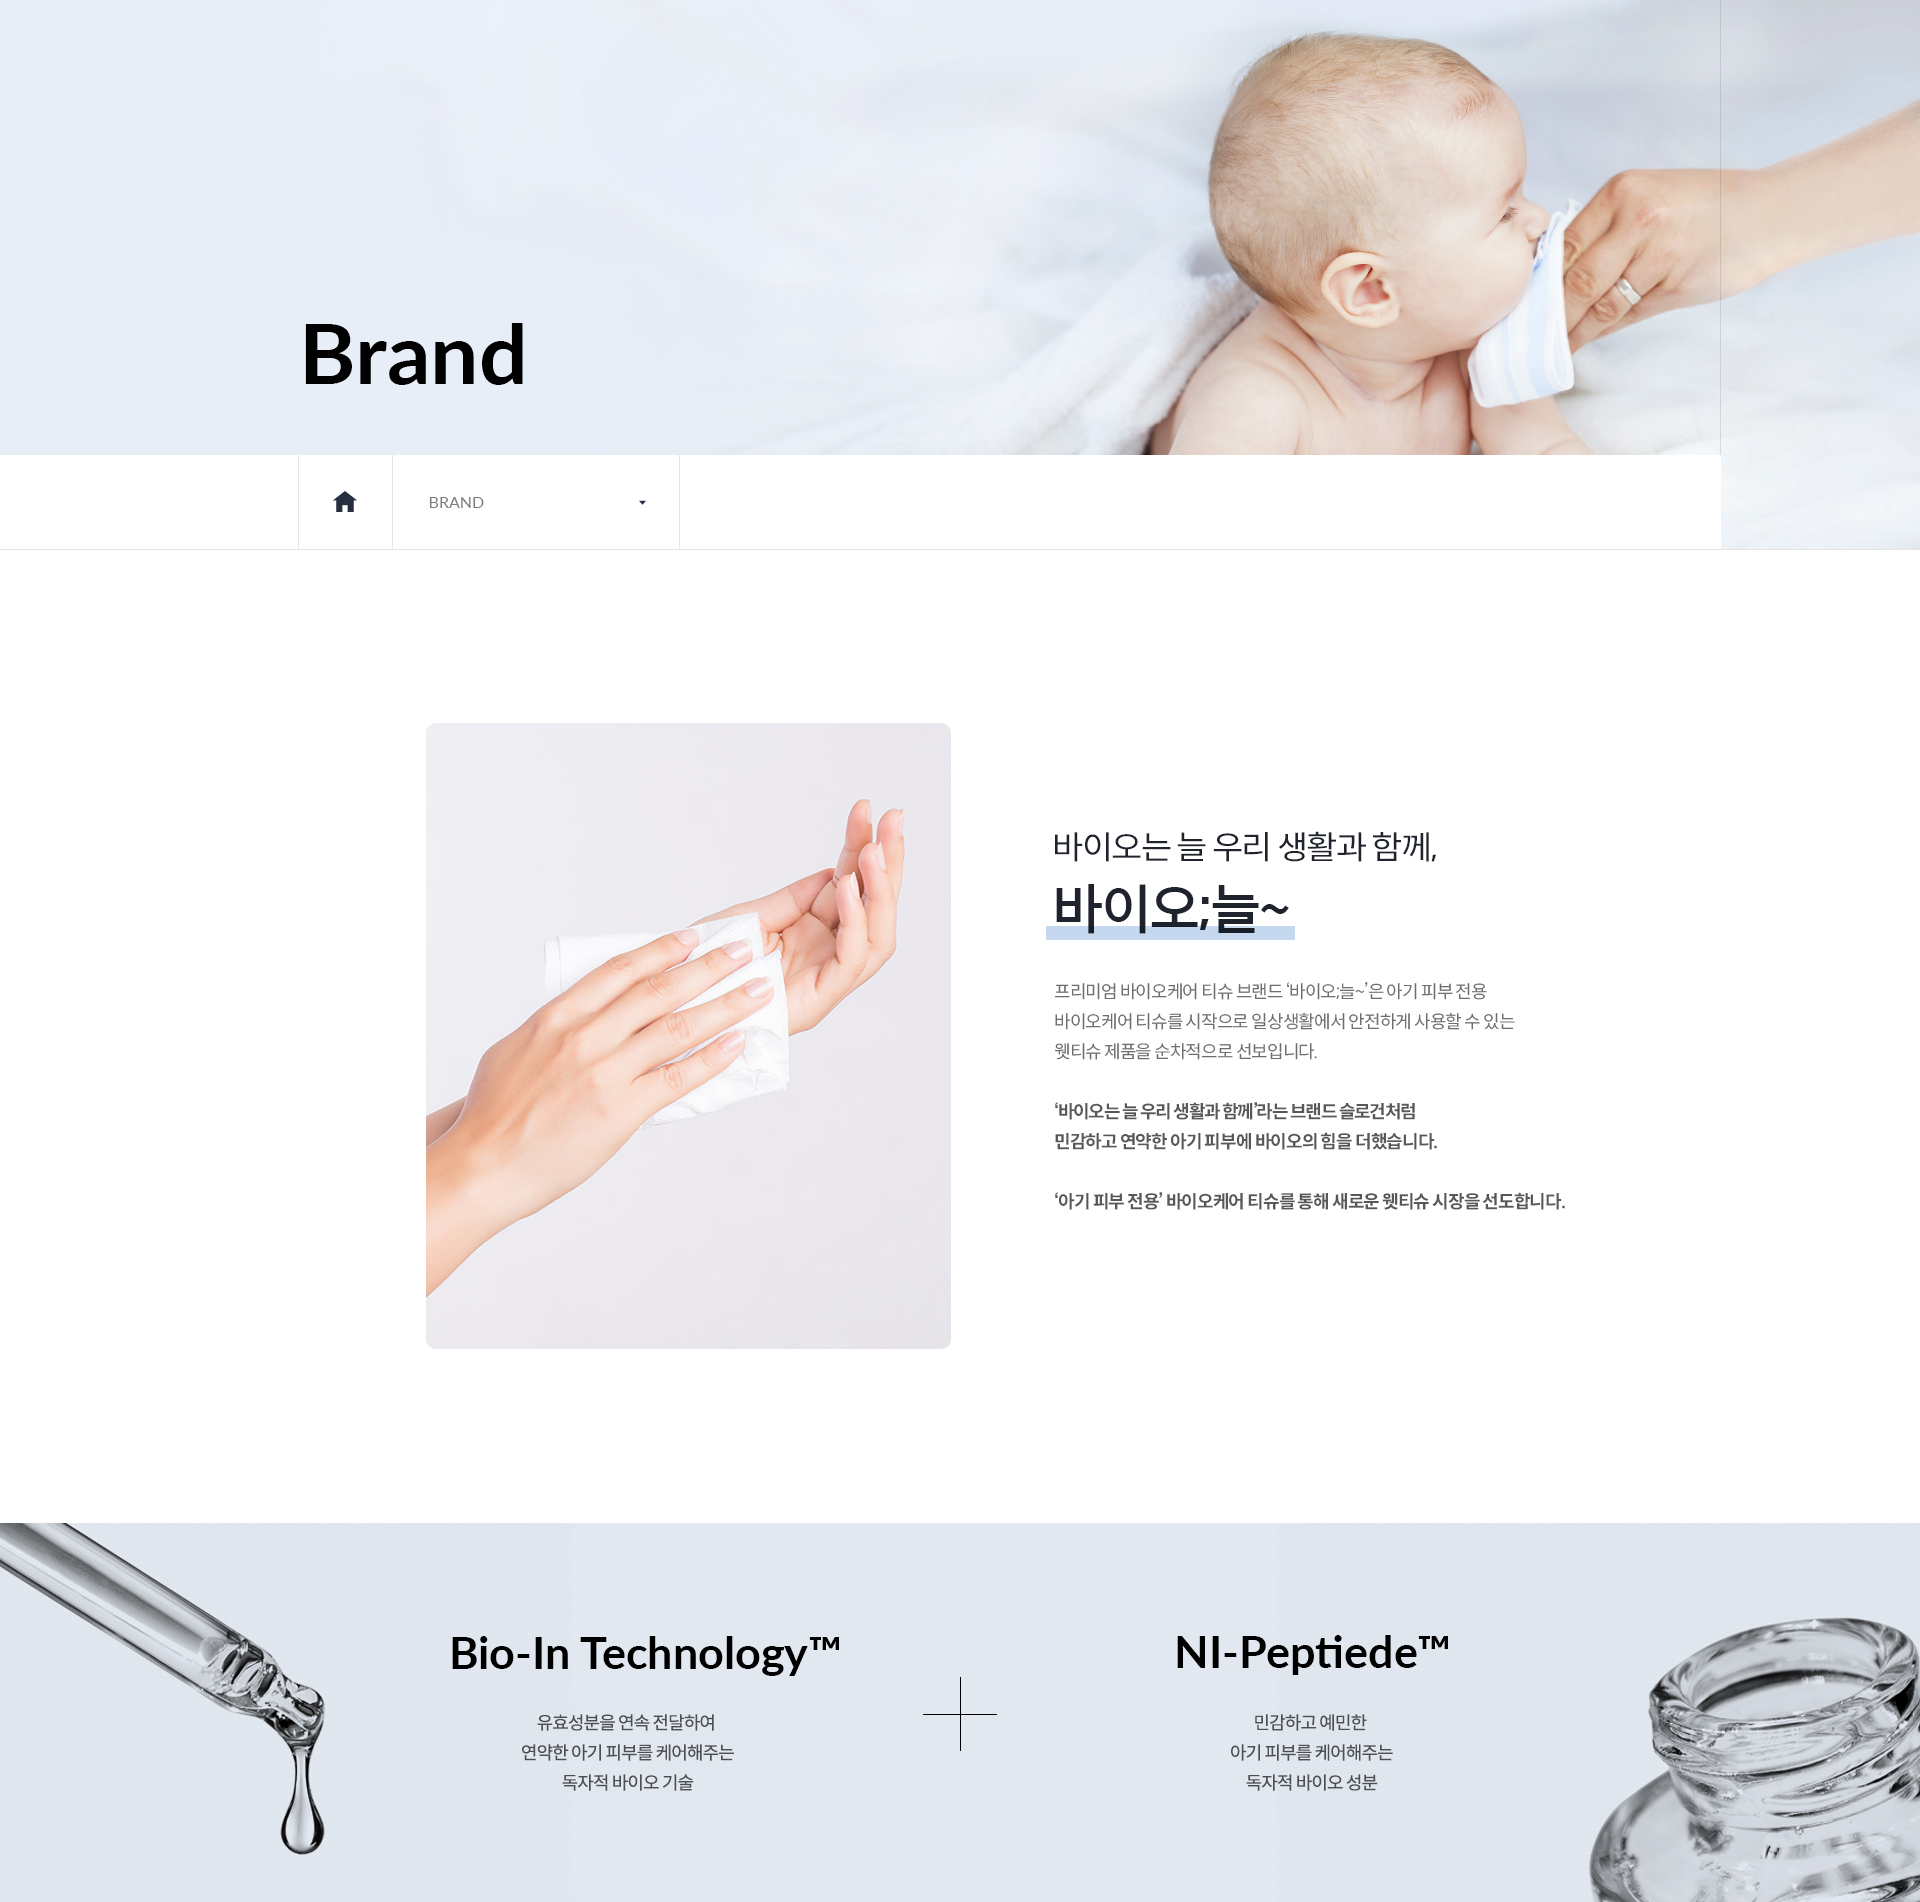 Brand
BRAND
바이오는 늘 우리 생활과 함께,
바이오;늘~
프리미엄 바이오케어 티슈 브랜드 ‘바이오;늘~’은 아기 피부 전용
바이오케어 티슈를 시작으로 일상생활에서 안전하게 사용할 수 있는
웻티슈 제품을 순차적으로 선보입니다.
‘바이오는 늘 우리 생활과 함께’라는 브랜드 슬로건처럼
민감하고 연약한 아기 피부에 바이오의 힘을 더했습니다.
‘아기 피부 전용’ 바이오케어 티슈를 통해 새로운 웻티슈 시장을 선도합니다.
Bio-In Technology™
유효성분을 연속 전달하여
연약한 아기 피부를 케어해주는
독자적 바이오 기술
NI-Peptiede™
민감하고 예민한
아기 피부를 케어해주는
독자적 바이오 성분